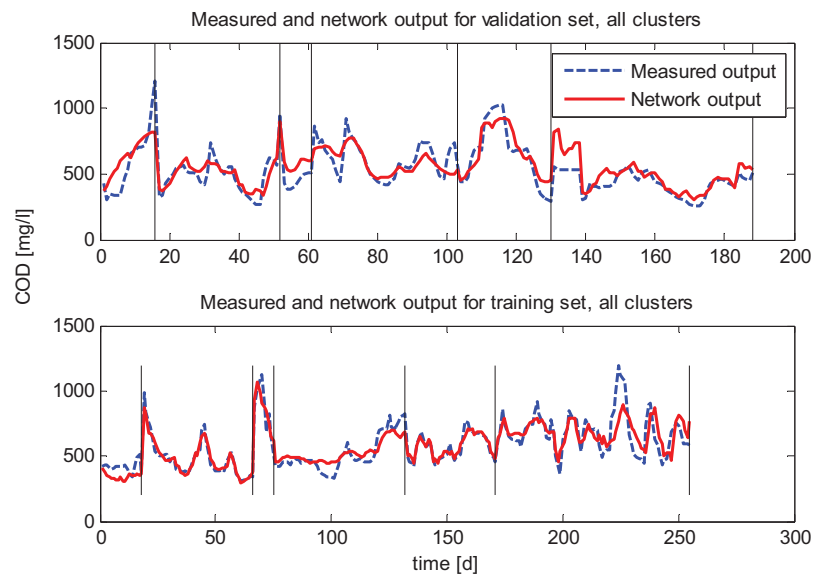 Measured and network output for validation set, all clusters
1500
1000
500
0
Measured output
Network output
0 20 40 60 80 100 120 140 160 180 200
COD [mg/l]
Measured and network output for training set, all clusters
1500
1000
500
0
0 50 100 150 200 250 300
time [d]